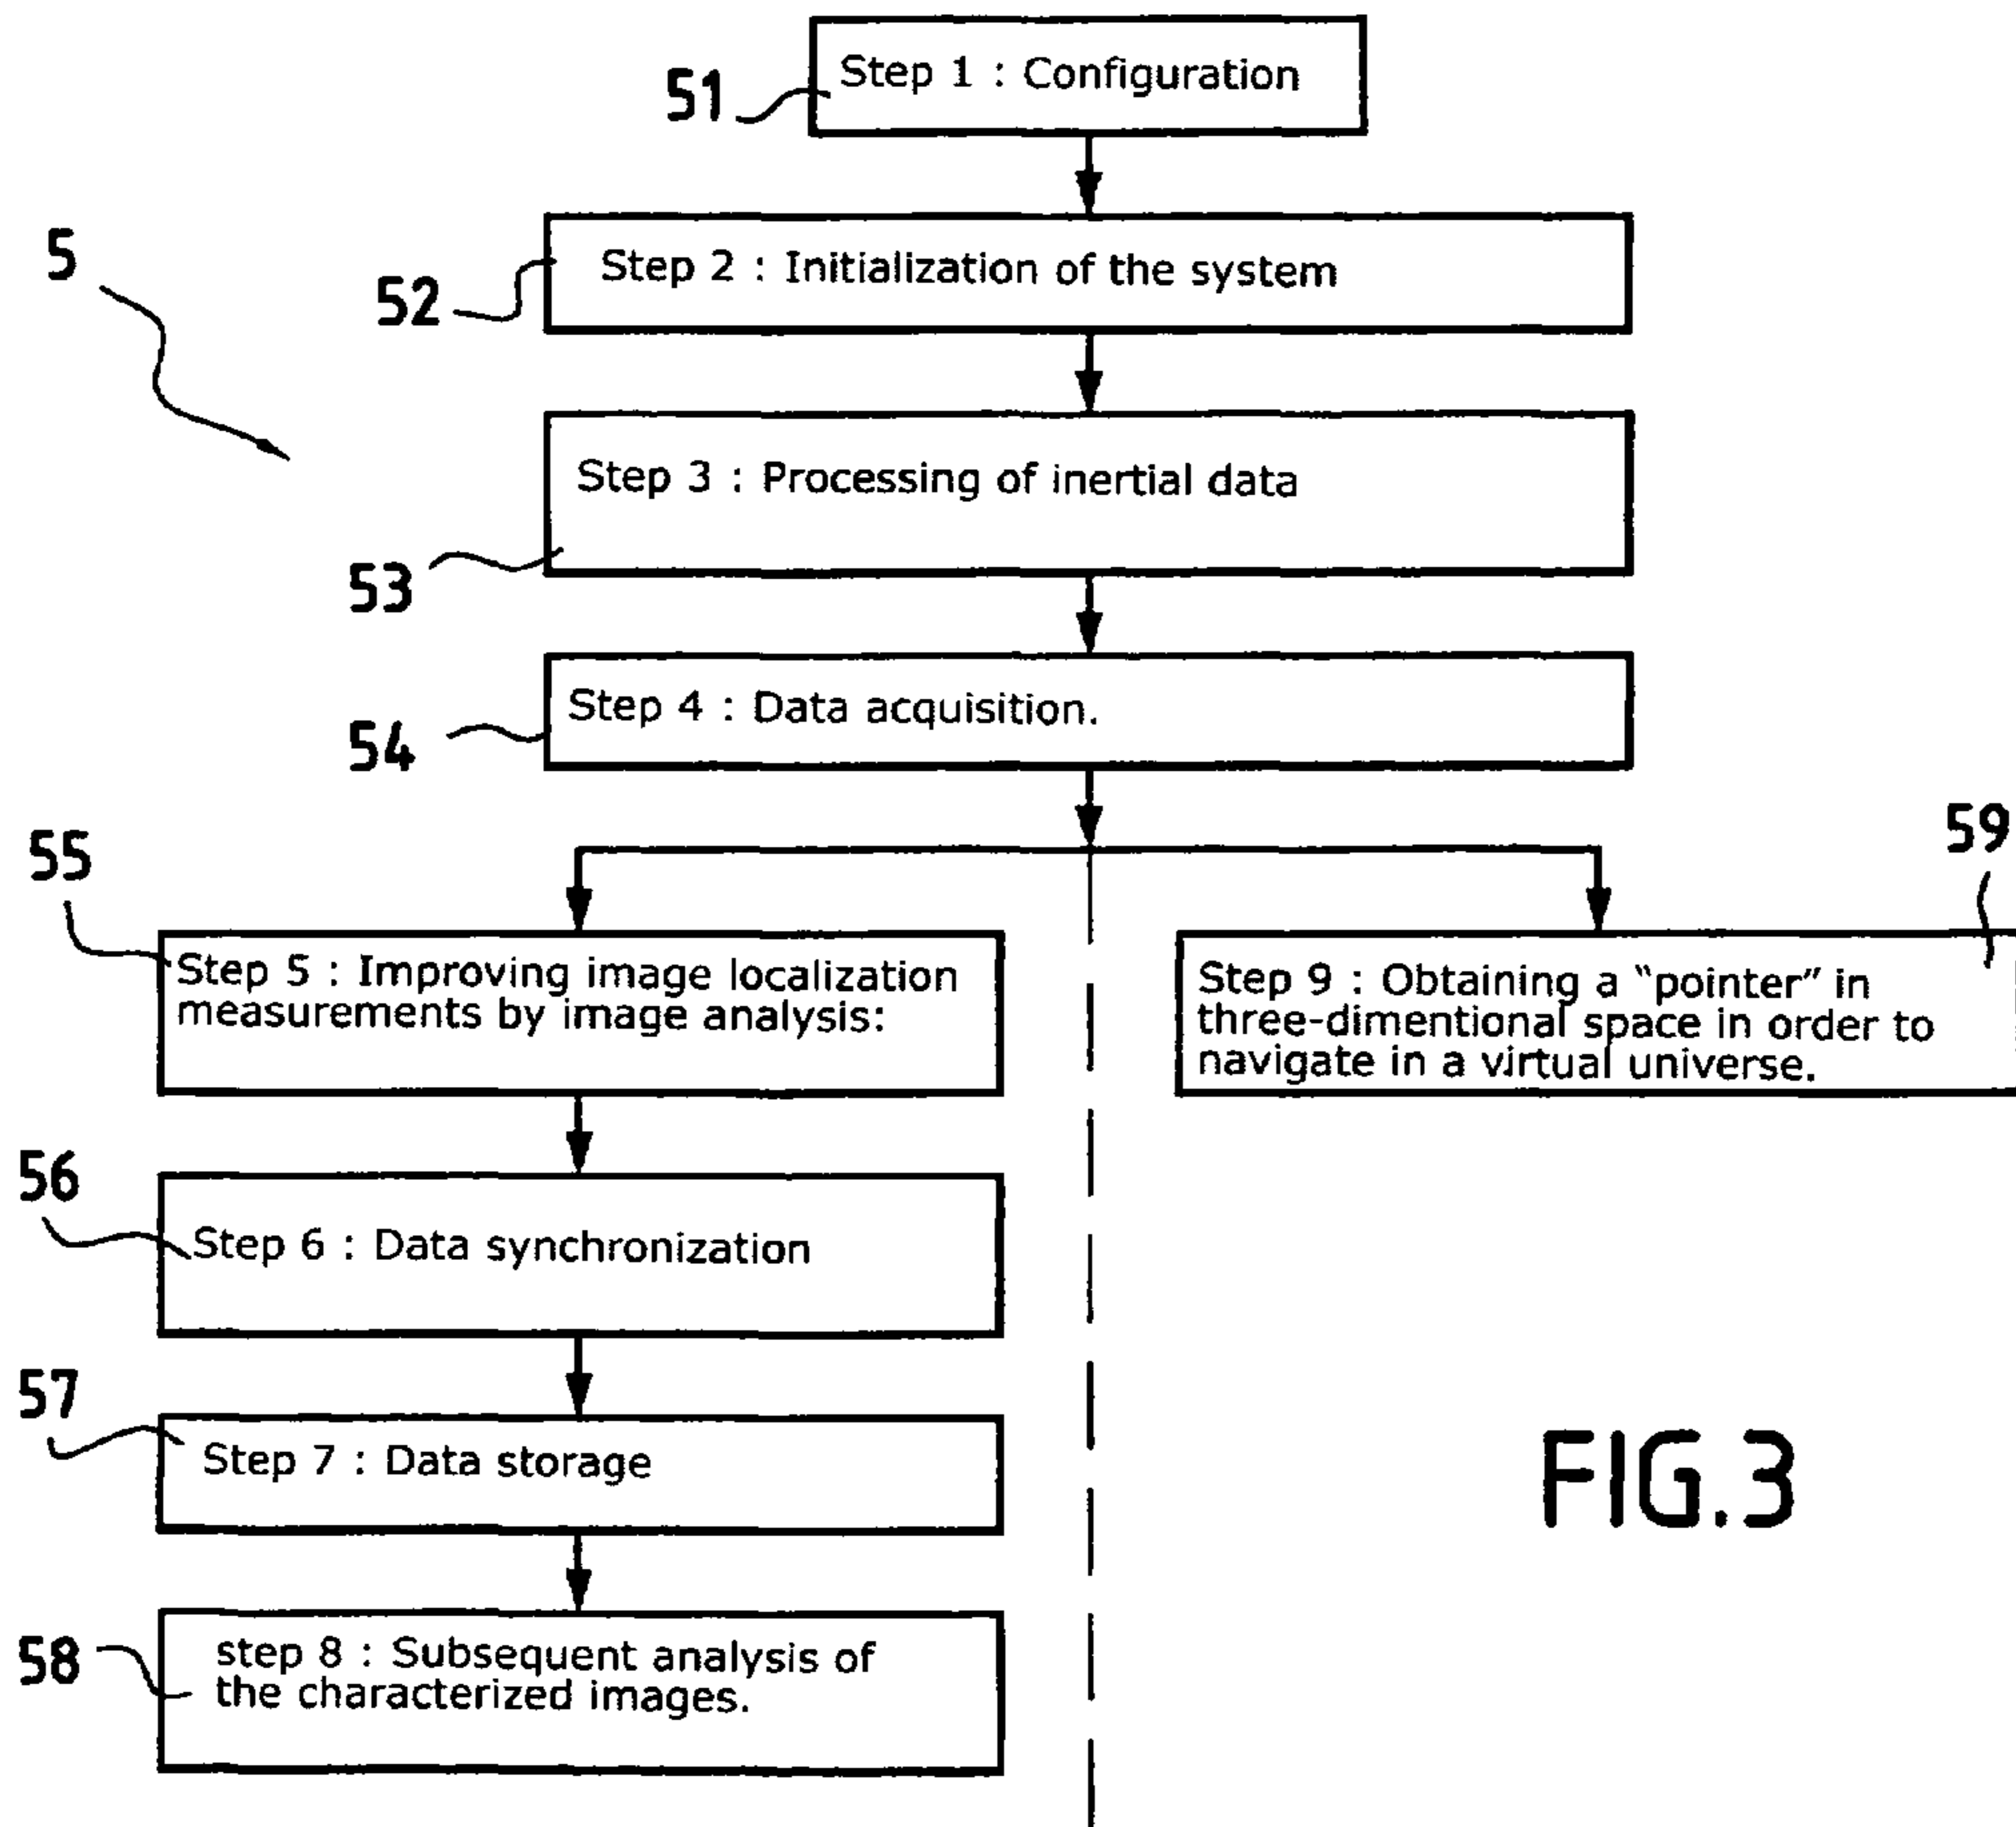 51
Step 1 : Configuration
5
52
Step 2 : Initialization of the system
53
Step 3 : Processing of inertial data
54
Step 4 : Data acquisition.
55
Step 5 : Improving image localization
measurements by image analysis:
59
Step 9 : Obtaining a “pointer” in
three-dimentional space in order to
navigate in a virtual universe.
56
Step 6 : Data synchronization
57
Step 7 : Data storage
58
step 8 : Subsequent analysis of
the characterized images.
FIG.3